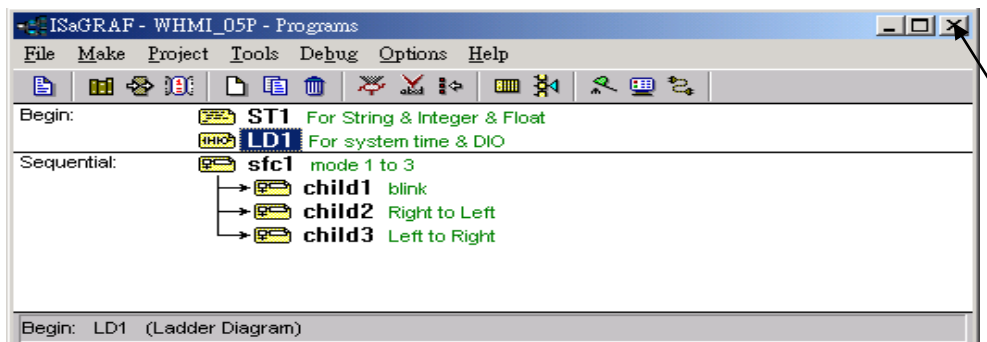 ISaGRAF - WHMI_05P - Programs
File Make Project Tools Debug Options Help
Begin: ST1 For String & Integer & Float
LD1 For system time & DIO
Sequential: sfc1 mode 1 to 3
child1 blink
child2 Right to Left
child3 Left to Right
Begin: LD1 (Ladder Diagram)